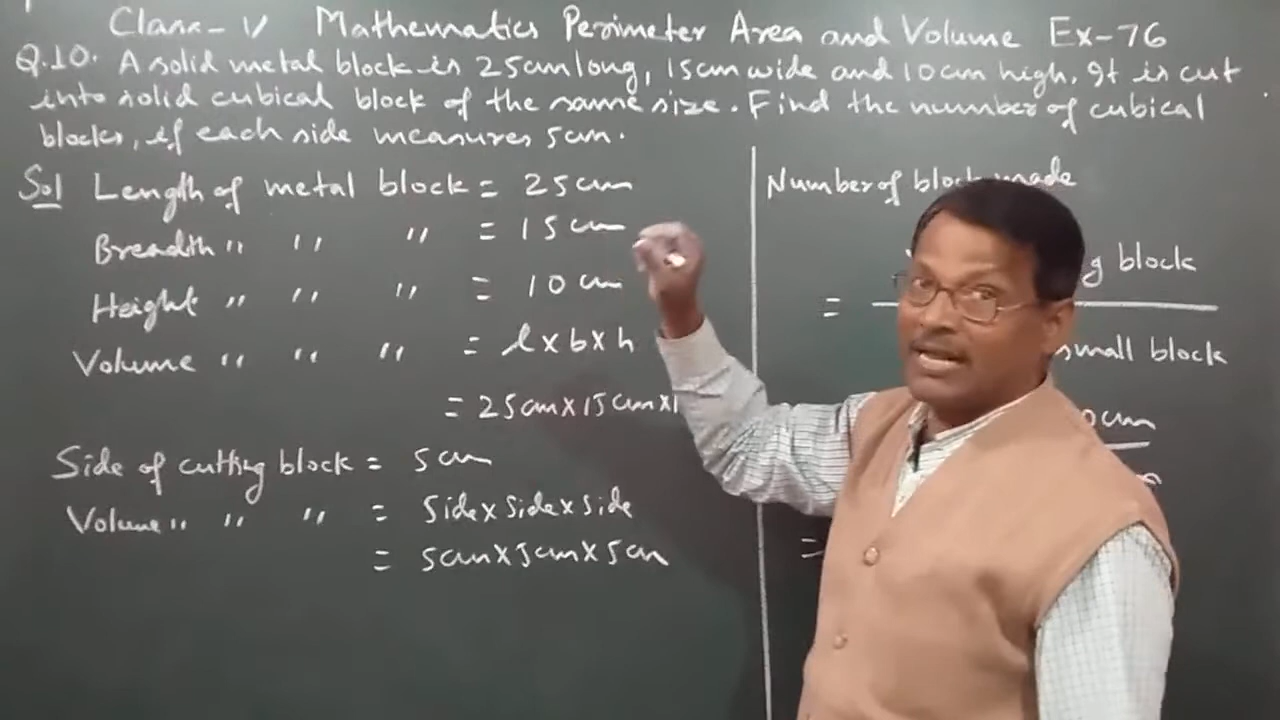 Class- V Mathematics Perimeter Area and Volume Ex-76
Q.10. A solid metal block is 25cm long, 15cm wide and 10cm high. It is cut
into solid cubical block of the same size. Find the number of cubical
blocks, if each side measures 5cm.
Sol Length of metal block = 25cm
Breadth " " " = 15cm
Height " " " = 10cm
Volume " " " = l×b×h
= 25cm×15cm×1
Side of cutting block = 5cm
Volume " " " = Side×Side×Side
= 5cm×5cm×5cm
Number of block made
= g block
small block
0cm
=